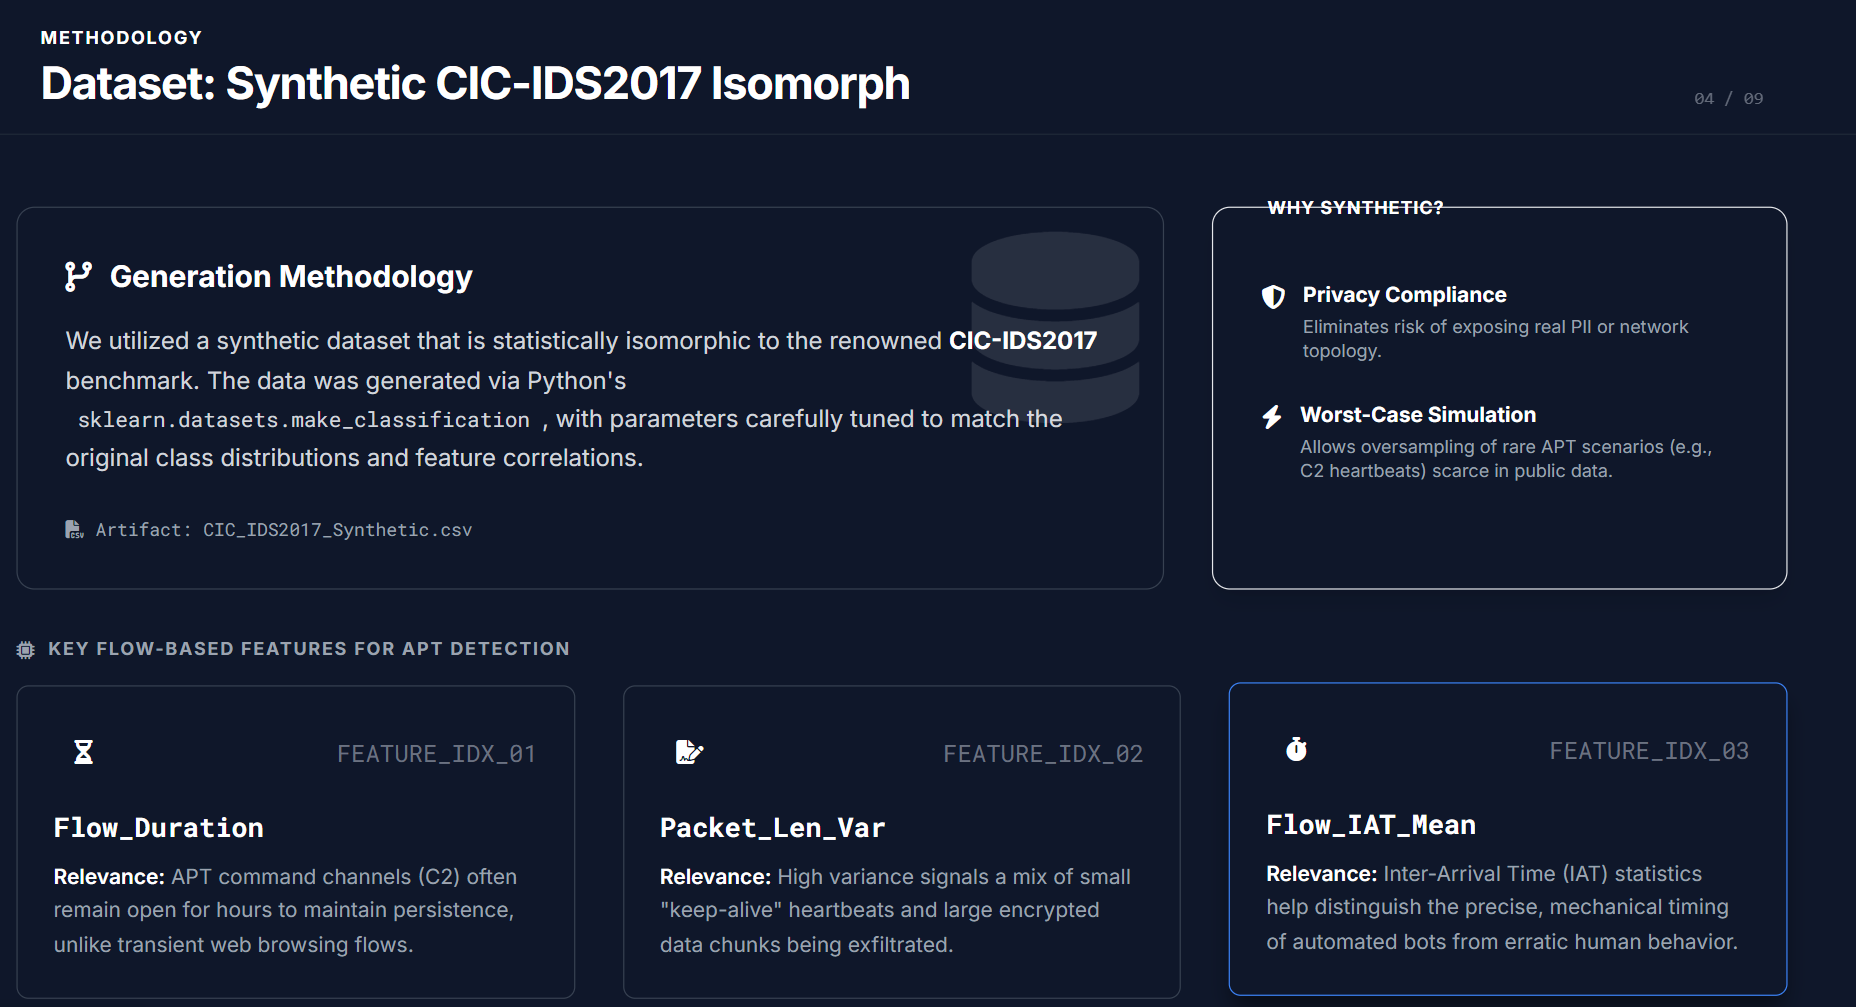 METHODOLOGY
Dataset: Synthetic CIC-IDS2017 Isomorph
04 / 09
Generation Methodology
We utilized a synthetic dataset that is statistically isomorphic to the renowned CIC-IDS2017
benchmark. The data was generated via Python's
sklearn.datasets.make_classification , with parameters carefully tuned to match the
original class distributions and feature correlations.
CSV
Artifact: CIC_IDS2017_Synthetic.csv
WHY SYNTHETIC?
Privacy Compliance
Eliminates risk of exposing real PII or network
topology.
Worst-Case Simulation
Allows oversampling of rare APT scenarios (e.g.,
C2 heartbeats) scarce in public data.
KEY FLOW-BASED FEATURES FOR APT DETECTION
FEATURE_IDX_01
Flow_Duration
Relevance: APT command channels (C2) often
remain open for hours to maintain persistence,
unlike transient web browsing flows.
FEATURE_IDX_02
Packet_Len_Var
Relevance: High variance signals a mix of small
"keep-alive" heartbeats and large encrypted
data chunks being exfiltrated.
FEATURE_IDX_03
Flow_IAT_Mean
Relevance: Inter-Arrival Time (IAT) statistics
help distinguish the precise, mechanical timing
of automated bots from erratic human behavior.